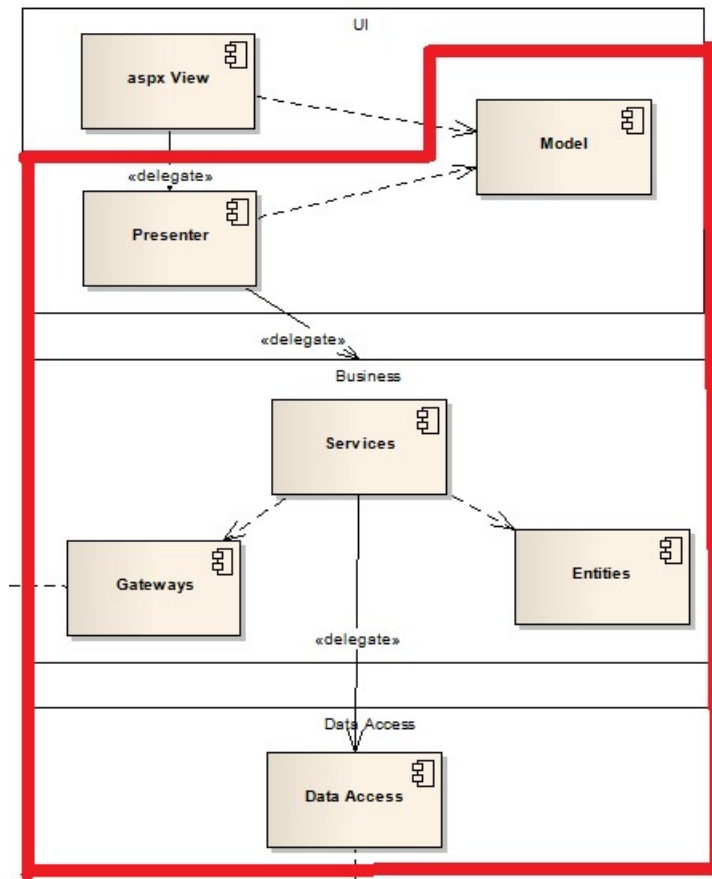 UI
aspx View
Model
«delegate»
Presenter
«delegate»
Business
Services
Gateways
Entities
«delegate»
Data Access
Data Access